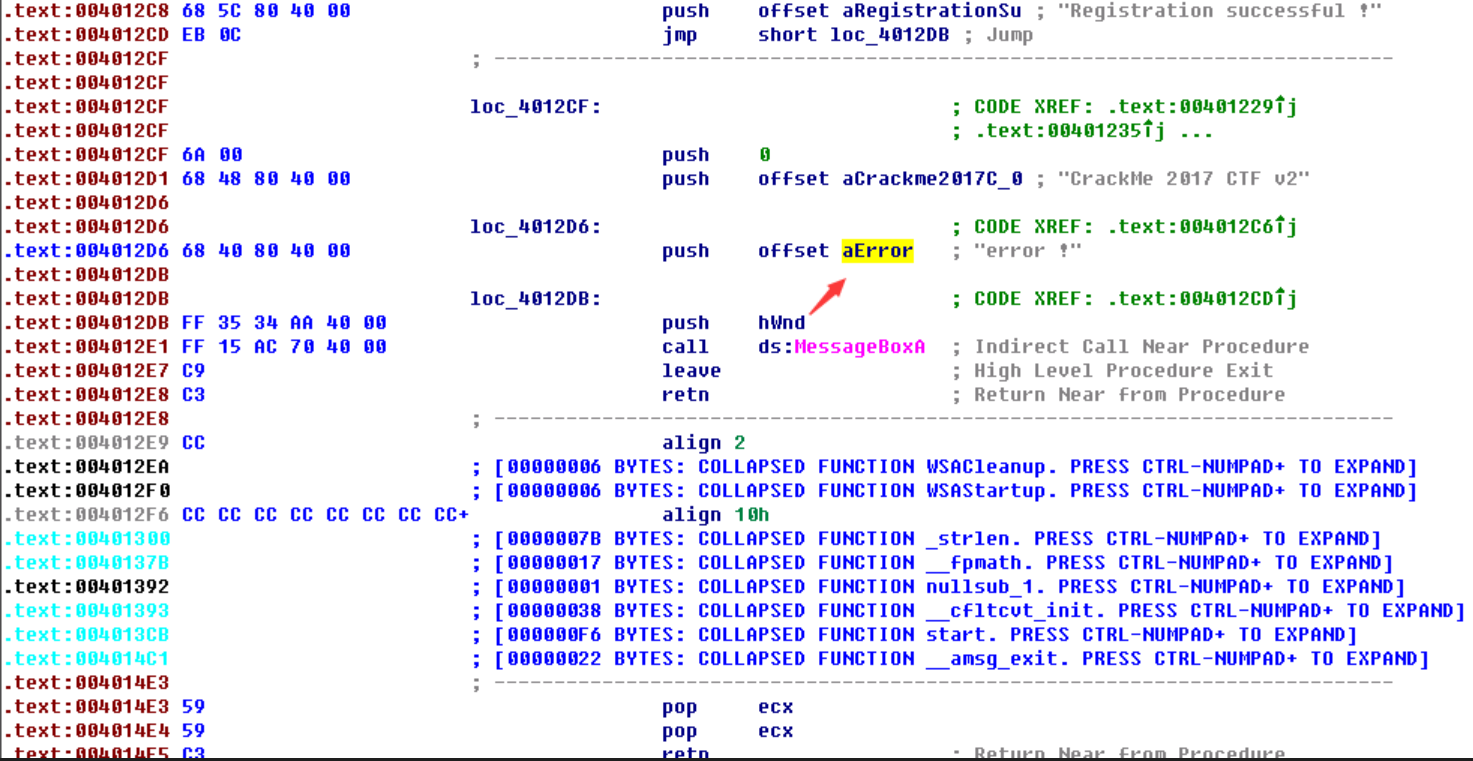 .text:004012C8 68 5C 80 40 00 push offset aRegistrationSu ; "Registration successful !"
.text:004012CD EB 0C jmp short loc_4012DB ; Jump
.text:004012CF ; ---------------------------------------------------------------------------
.text:004012CF
.text:004012CF loc_4012CF: ; CODE XREF: .text:00401229↑j
.text:004012CF ; .text:00401235↑j ...
.text:004012CF 6A 00 push 0
.text:004012D1 68 48 80 40 00 push offset aCrackme2017C_0 ; "CrackMe 2017 CTF v2"
.text:004012D6
.text:004012D6 loc_4012D6: ; CODE XREF: .text:004012C6↑j
.text:004012D6 68 40 80 40 00 push offset aError ; "error !"
.text:004012DB
.text:004012DB loc_4012DB: ; CODE XREF: .text:004012CD↑j
.text:004012DB FF 35 34 AA 40 00 push hWnd
.text:004012E1 FF 15 AC 70 40 00 call ds:MessageBoxA ; Indirect Call Near Procedure
.text:004012E7 C9 leave ; High Level Procedure Exit
.text:004012E8 C3 retn ; Return Near from Procedure
.text:004012E8 ; ---------------------------------------------------------------------------
.text:004012E9 CC align 2
.text:004012EA ; [00000006 BYTES: COLLAPSED FUNCTION WSACleanup. PRESS CTRL-NUMPAD+ TO EXPAND]
.text:004012F0 ; [00000006 BYTES: COLLAPSED FUNCTION WSAStartup. PRESS CTRL-NUMPAD+ TO EXPAND]
.text:004012F6 CC CC CC CC CC CC CC CC+ align 10h
.text:00401300 ; [0000007B BYTES: COLLAPSED FUNCTION _strlen. PRESS CTRL-NUMPAD+ TO EXPAND]
.text:0040137B ; [00000017 BYTES: COLLAPSED FUNCTION __fpmath. PRESS CTRL-NUMPAD+ TO EXPAND]
.text:00401392 ; [00000001 BYTES: COLLAPSED FUNCTION nullsub_1. PRESS CTRL-NUMPAD+ TO EXPAND]
.text:00401393 ; [00000038 BYTES: COLLAPSED FUNCTION __cfltcvt_init. PRESS CTRL-NUMPAD+ TO EXPAND]
.text:004013CB ; [000000F6 BYTES: COLLAPSED FUNCTION start. PRESS CTRL-NUMPAD+ TO EXPAND]
.text:004014C1 ; [00000022 BYTES: COLLAPSED FUNCTION __amsg_exit. PRESS CTRL-NUMPAD+ TO EXPAND]
.text:004014E3 ; ---------------------------------------------------------------------------
.text:004014E3 59 pop ecx
.text:004014E4 59 pop ecx
.text:004014E5 C3 retn ; Return Near from Procedure